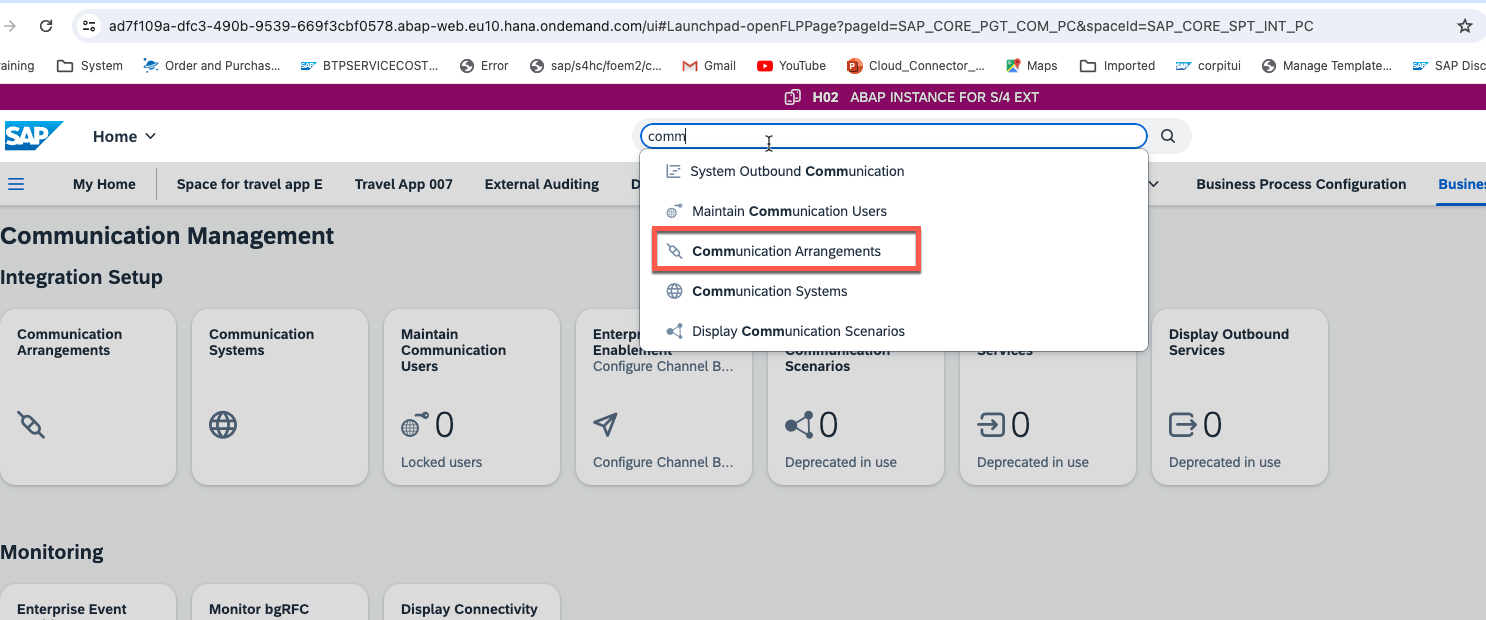 ad7f109a-dfc3-490b-9539-669f3cbf0578.abap-web.eu10.hana.ondemand.com/ui#Launchpad-openFLPPage?pageId=SAP_CORE_PGT_COM_PC&spaceId=SAP_CORE_SPT_INT_PC
raining System Order and Purchas... BTPSERVICECOST... Error sap/s4hc/foem2/c... Gmail YouTube Cloud_Connector_... Maps Imported corpitui Manage Template... SAP Disc
H02 ABAP INSTANCE FOR S/4 EXT
SAP Home comm
My Home Space for travel app E Travel App 007 External Auditing D Business Process Configuration Busines
System Outbound Communication
Maintain Communication Users
Communication Arrangements
Communication Systems
Display Communication Scenarios
Communication Management
Integration Setup
Communication
Arrangements
Communication
Systems
Maintain
Communication
Users
0
Locked users
Enterpr
Enablement
Configure Channel B...
Configure Channel B...
Communication
Scenarios
0
Deprecated in use
Services
0
Deprecated in use
Display Outbound
Services
0
Deprecated in use
Monitoring
Enterprise Event
Monitor bgRFC
Display Connectivity